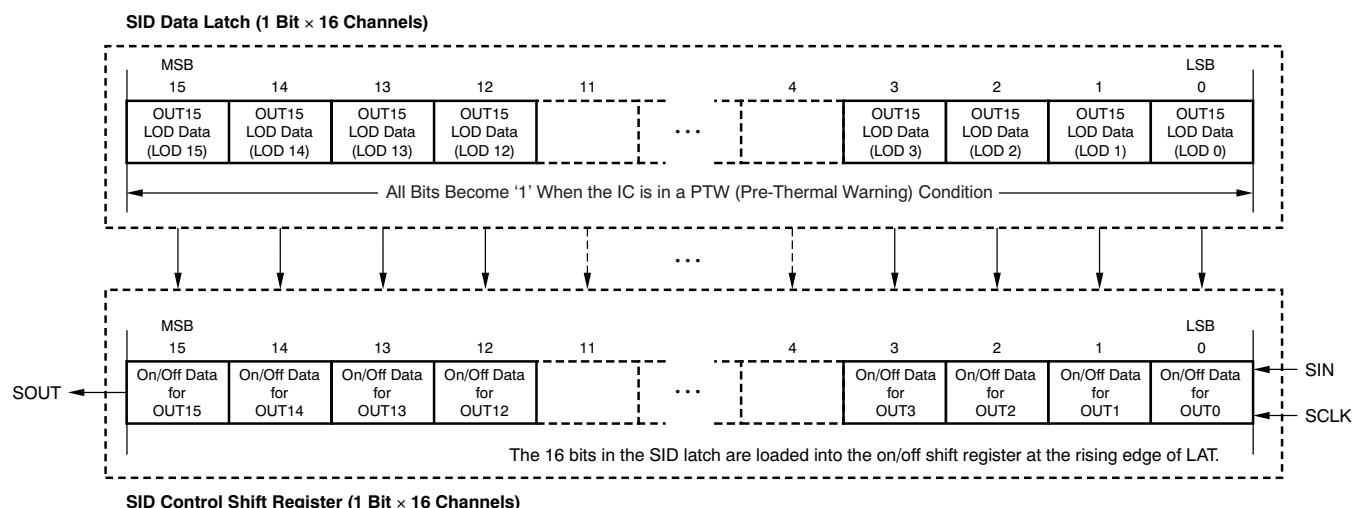 SID Data Latch (1 Bit × 16 Channels)
MSB LSB
15 14 13 12 11 4 3 2 1 0
OUT15 OUT15 OUT15 OUT15 OUT15 OUT15 OUT15 OUT15
LOD Data LOD Data LOD Data LOD Data • • • LOD Data LOD Data LOD Data LOD Data
(LOD 15) (LOD 14) (LOD 13) (LOD 12) (LOD 3) (LOD 2) (LOD 1) (LOD 0)
All Bits Become ‘1’ When the IC is in a PTW (Pre-Thermal Warning) Condition
• • •
MSB LSB
15 14 13 12 11 4 3 2 1 0
On/Off Data On/Off Data On/Off Data On/Off Data On/Off Data On/Off Data On/Off Data On/Off Data SIN
SOUT for for for for • • • for for for for
OUT15 OUT14 OUT13 OUT12 OUT3 OUT2 OUT1 OUT0 SCLK
The 16 bits in the SID latch are loaded into the on/off shift register at the rising edge of LAT.
SID Control Shift Register (1 Bit × 16 Channels)